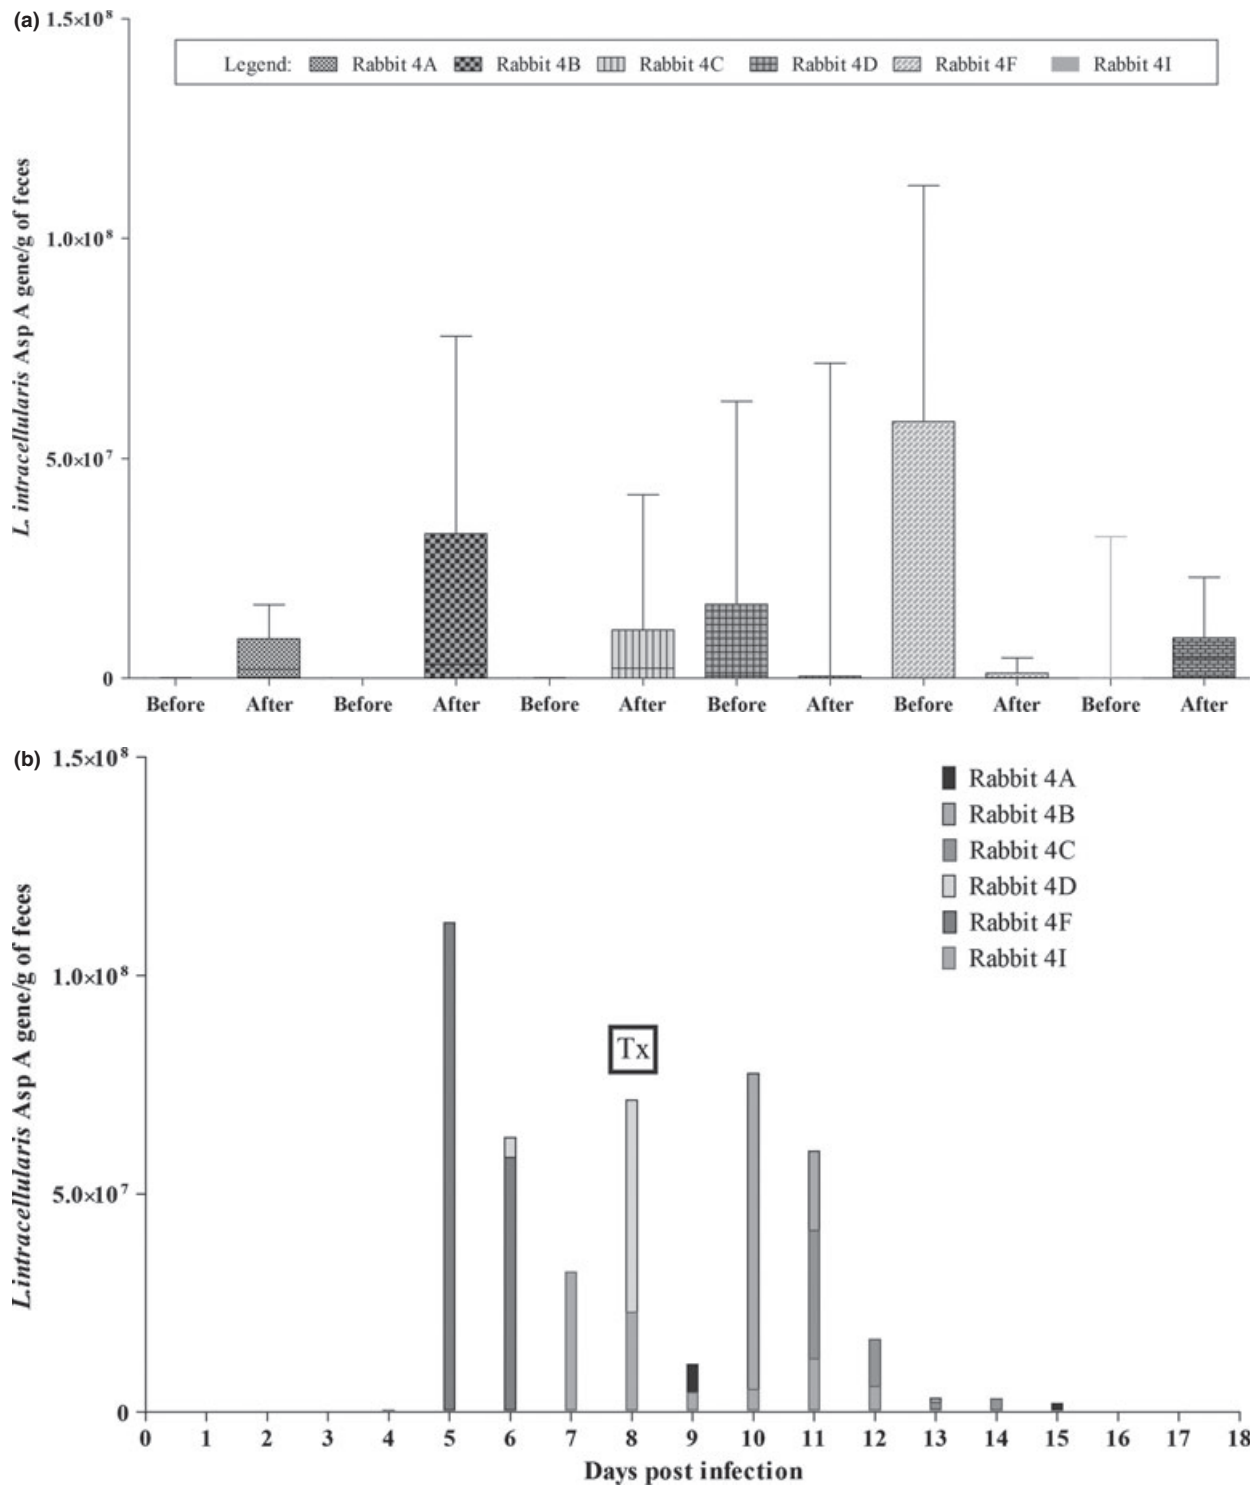 (a)
1.5×10⁸
Legend: Rabbit 4A Rabbit 4B Rabbit 4C Rabbit 4D Rabbit 4F Rabbit 4I
L. intracellularis Asp A gene/g of feces
1.0×10⁸
5.0×10⁷
0
Before After Before After Before After Before After Before After Before After
(b)
1.5×10⁸
Rabbit 4A
Rabbit 4B
Rabbit 4C
Rabbit 4D
Rabbit 4F
Rabbit 4I
L.intracellularis Asp A gene/g of feces
1.0×10⁸
Tx
5.0×10⁷
0
0 1 2 3 4 5 6 7 8 9 10 11 12 13 14 15 16 17 18
Days post infection